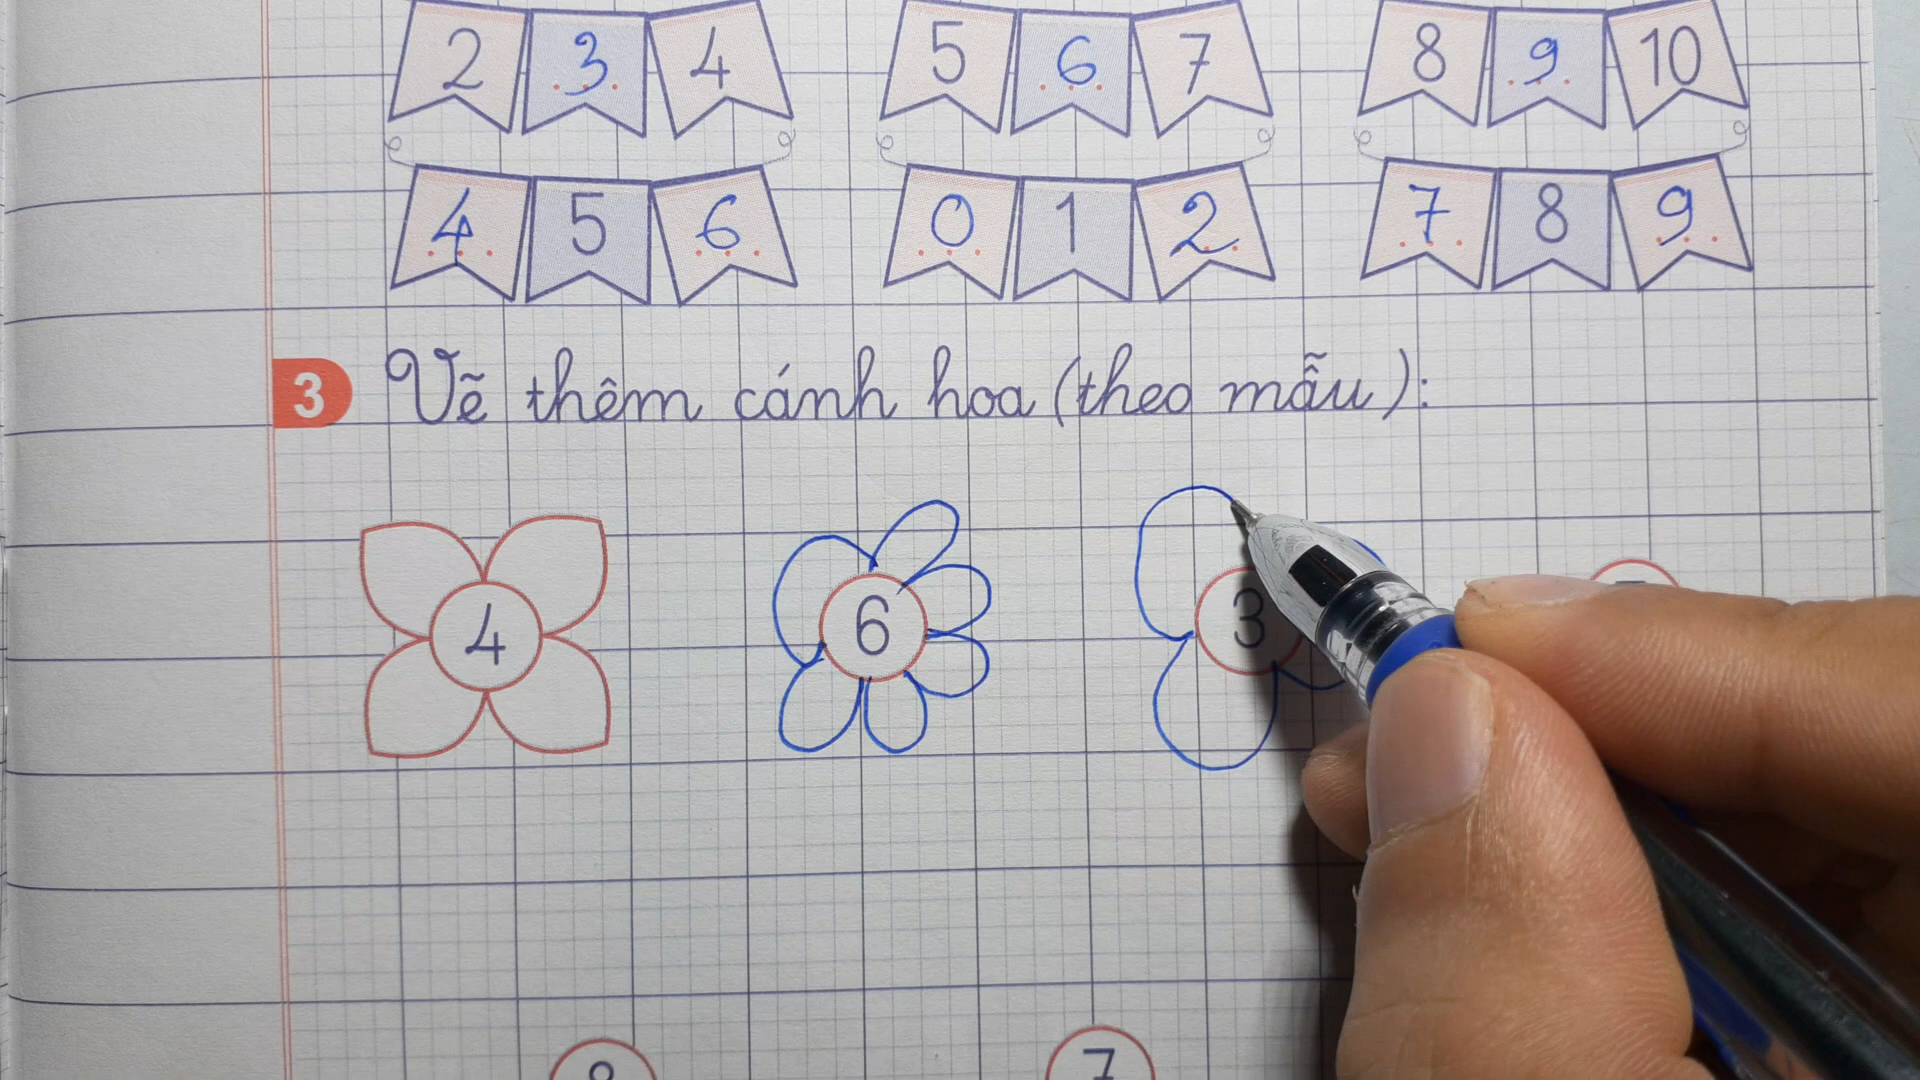 2 3 4 5 6 7 8 9 10
4 5 6 0 1 2 7 8 9
3 Vẽ thêm cánh hoa (theo mẫu):
4 6 3
7